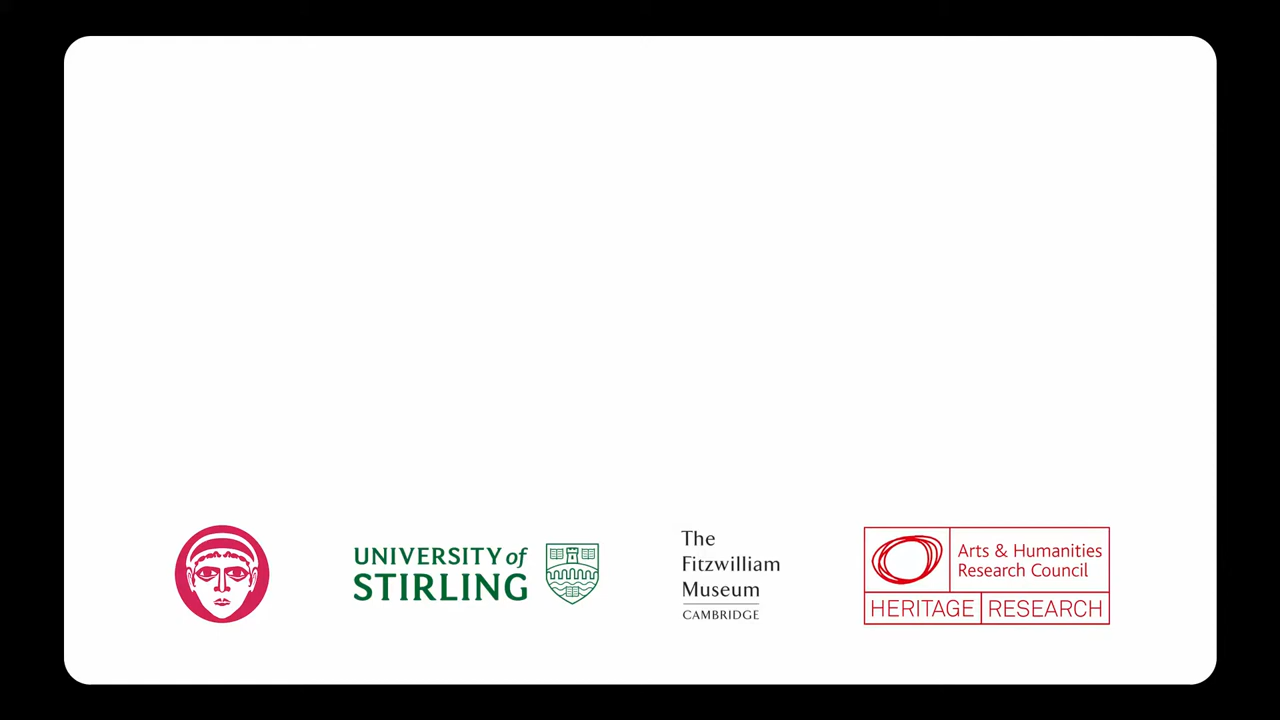 UNIVERSITY of
STIRLING
The
Fitzwilliam
Museum
CAMBRIDGE
Arts & Humanities
Research Council
HERITAGE RESEARCH